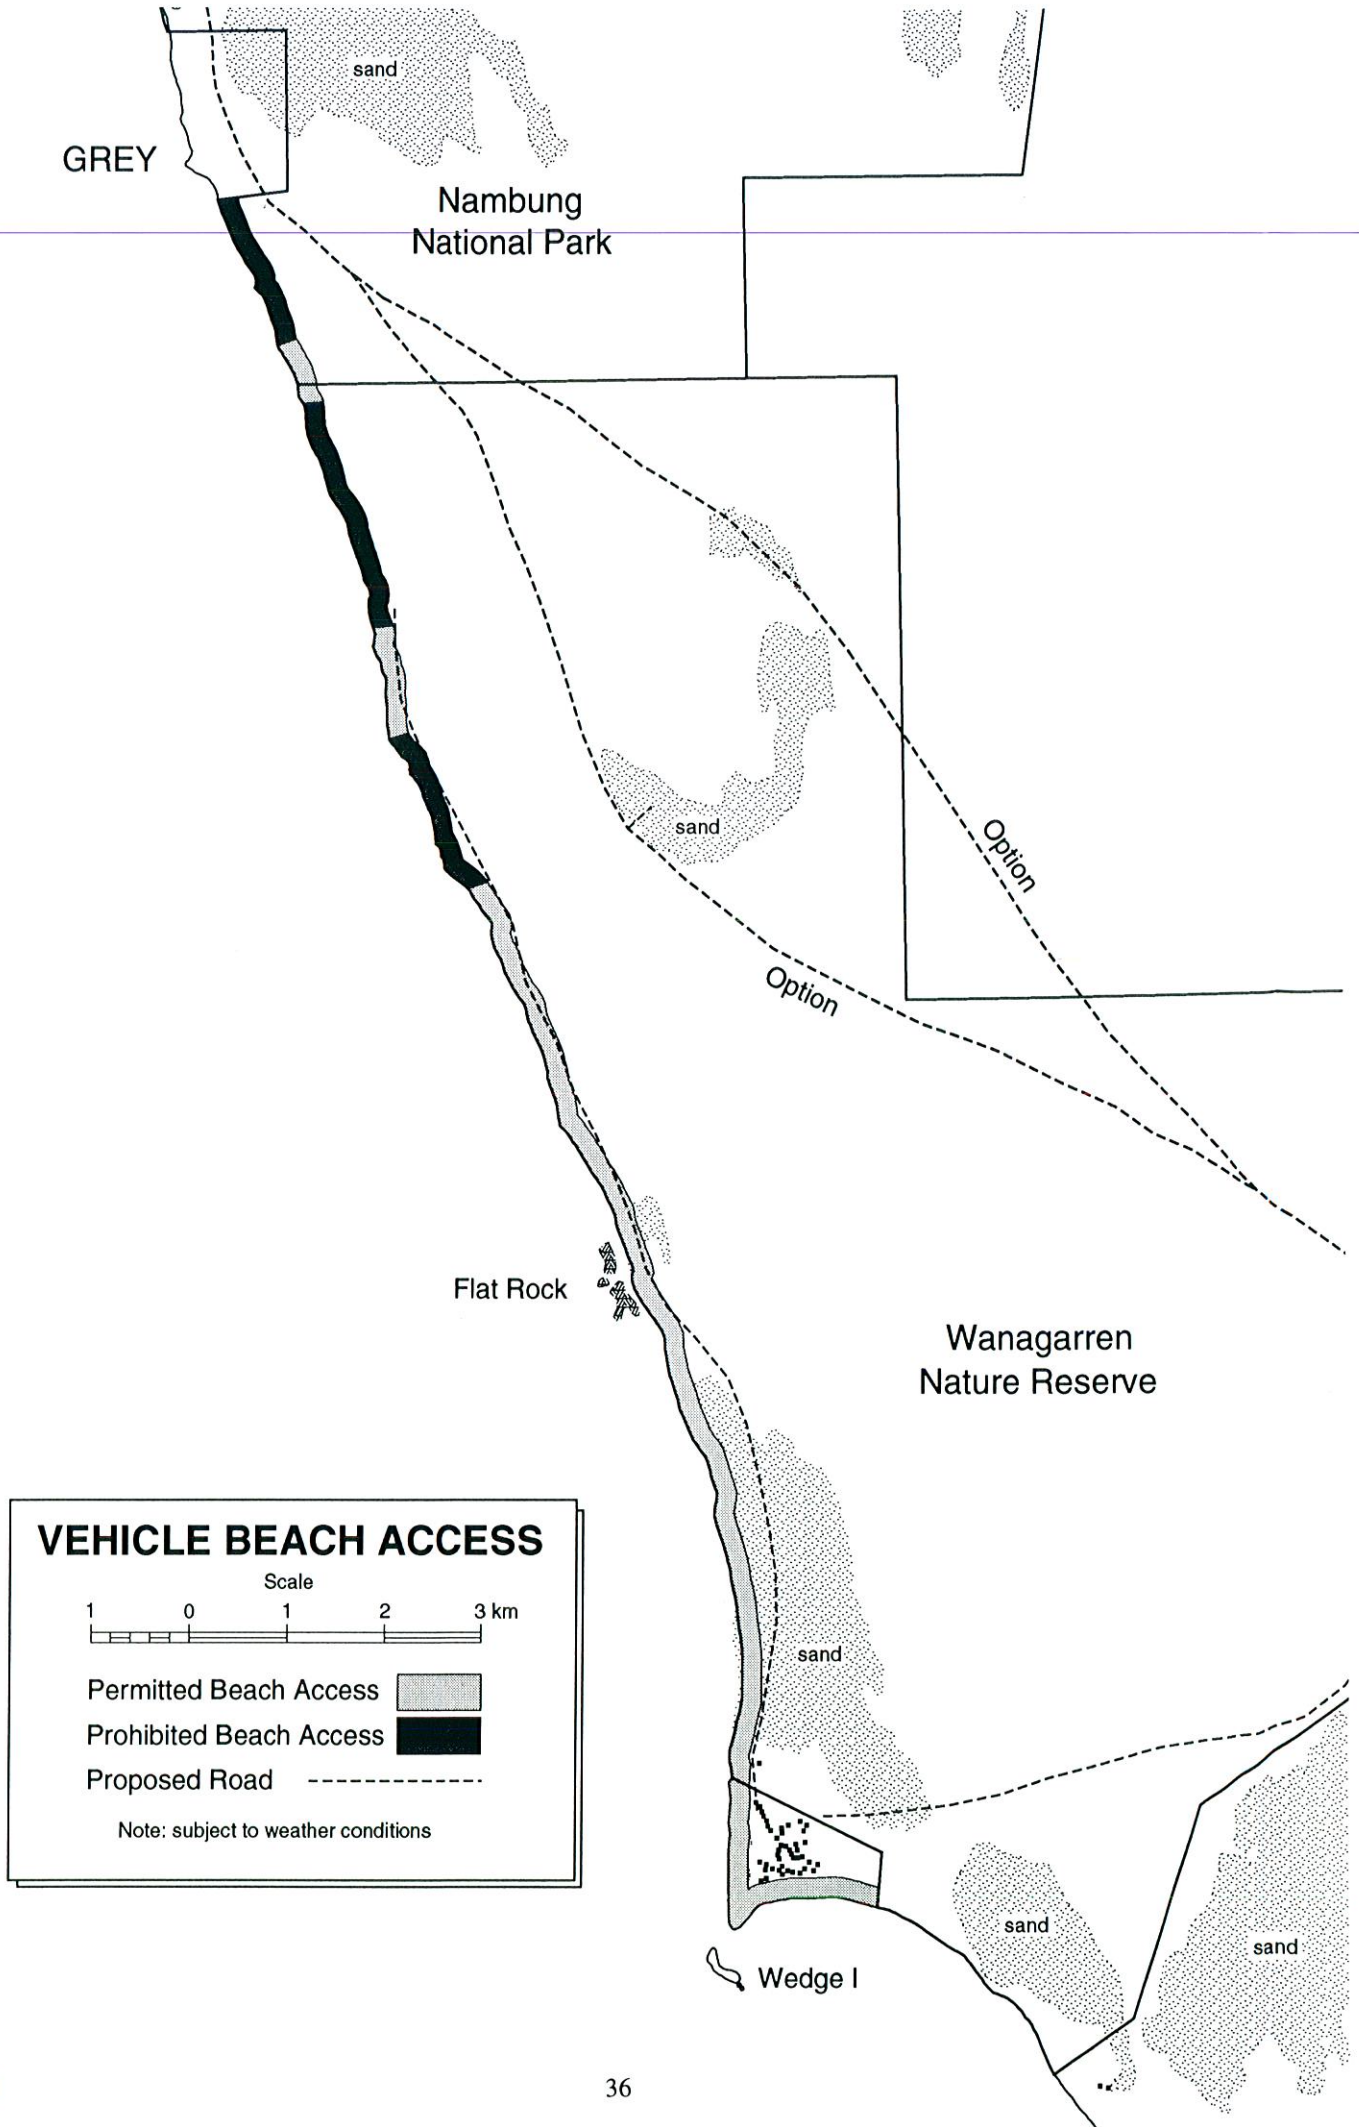 sand
GREY
Nambung
National Park
sand
Option
Option
Flat Rock
Wanagarren
Nature Reserve
VEHICLE BEACH ACCESS
Scale
1 0 1 2 3 km
Permitted Beach Access
Prohibited Beach Access
Proposed Road
Note: subject to weather conditions
sand
sand
sand
Wedge I
36